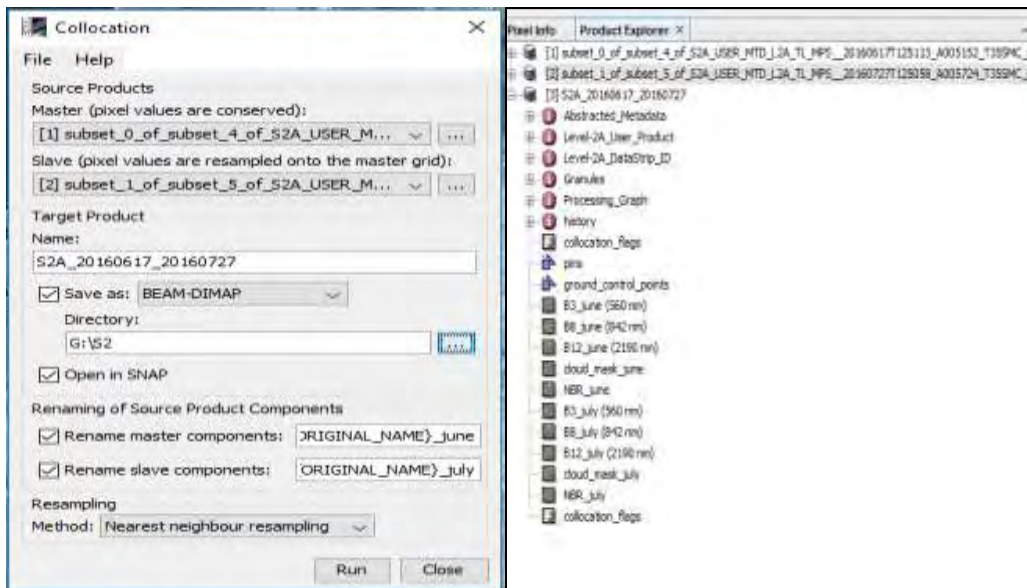 Collocation
File Help
Source Products
Master (pixel values are conserved):
[1] subset_0_of_subset_4_of_S2A_USER_M... ...
Slave (pixel values are resampled onto the master grid):
[2] subset_1_of_subset_5_of_S2A_USER_M... ...
Target Product
Name:
S2A_20160617_20160727
Save as: BEAM-DIMAP
Directory:
G:\S2 ...
Open in SNAP
Renaming of Source Product Components
Rename master components: ORIGINAL_NAME}_june
Rename slave components: ORIGINAL_NAME}_july
Resampling
Method: Nearest neighbour resampling
Run Close
Pixel Info Product Explorer ×
[1] subset_0_of_subset_4_of_S2A_USER_MTD_L2A_TL_MPS__20160617T125113_A005152_T35SMC_
[2] subset_1_of_subset_5_of_S2A_USER_MTD_L2A_TL_MPS__A005724_T35SMC_
[3] S2A_20160617_20160727
Abstracted_Metadata
Level-2A_User_Product
Level-2A_DataStrip_ID
Granules
Processing_Graph
history
collocation_flags
pins
ground_control_points
B3_june (560 nm)
B8_june (842 nm)
B12_june (2190 nm)
cloud_mask_june
NBR_june
B3_july (560 nm)
B8_july (842 nm)
B12_july (2190 nm)
cloud_mask_july
NBR_july
collocation_flags